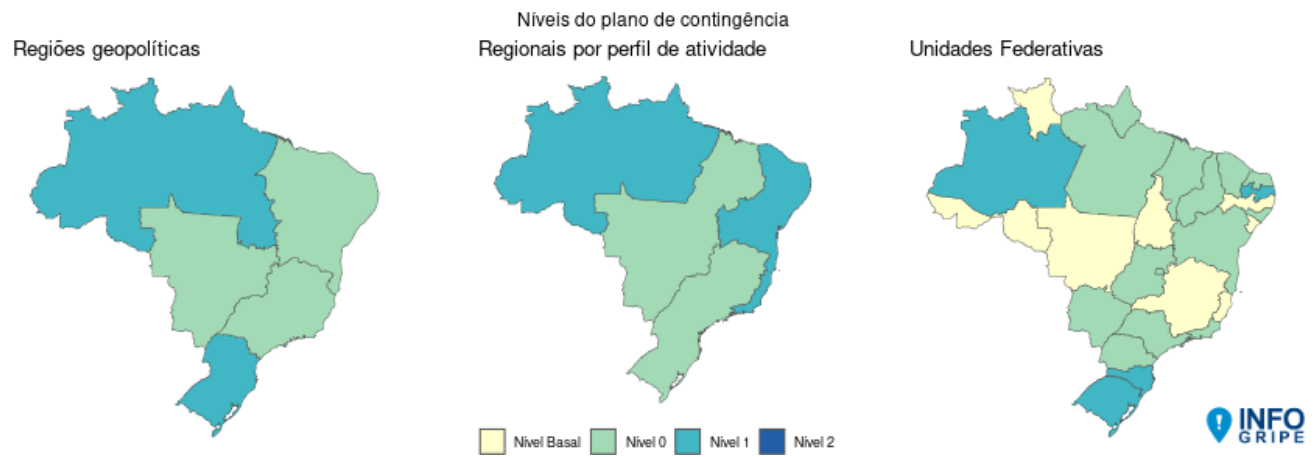 Níveis do plano de contingência
Regiões geopolíticas
Regionais por perfil de atividade
Unidades Federativas
Nível Basal
Nível 0
Nível 1
Nível 2
INFO
GRIPE